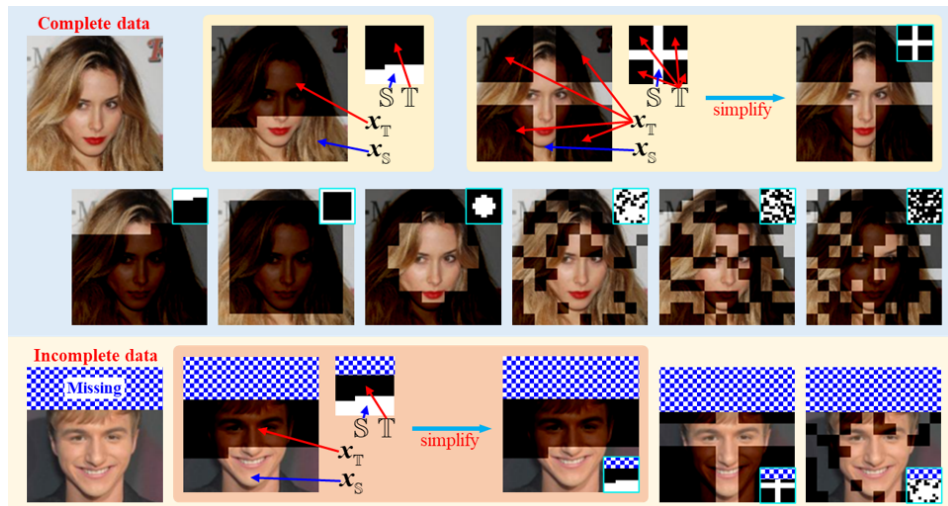 Complete data
𝕊 𝕋
x𝕋
x𝕊
𝕊 𝕋
x𝕋
x𝕊
simplify
Incomplete data
Missing
𝕊 𝕋
x𝕋
x𝕊
simplify